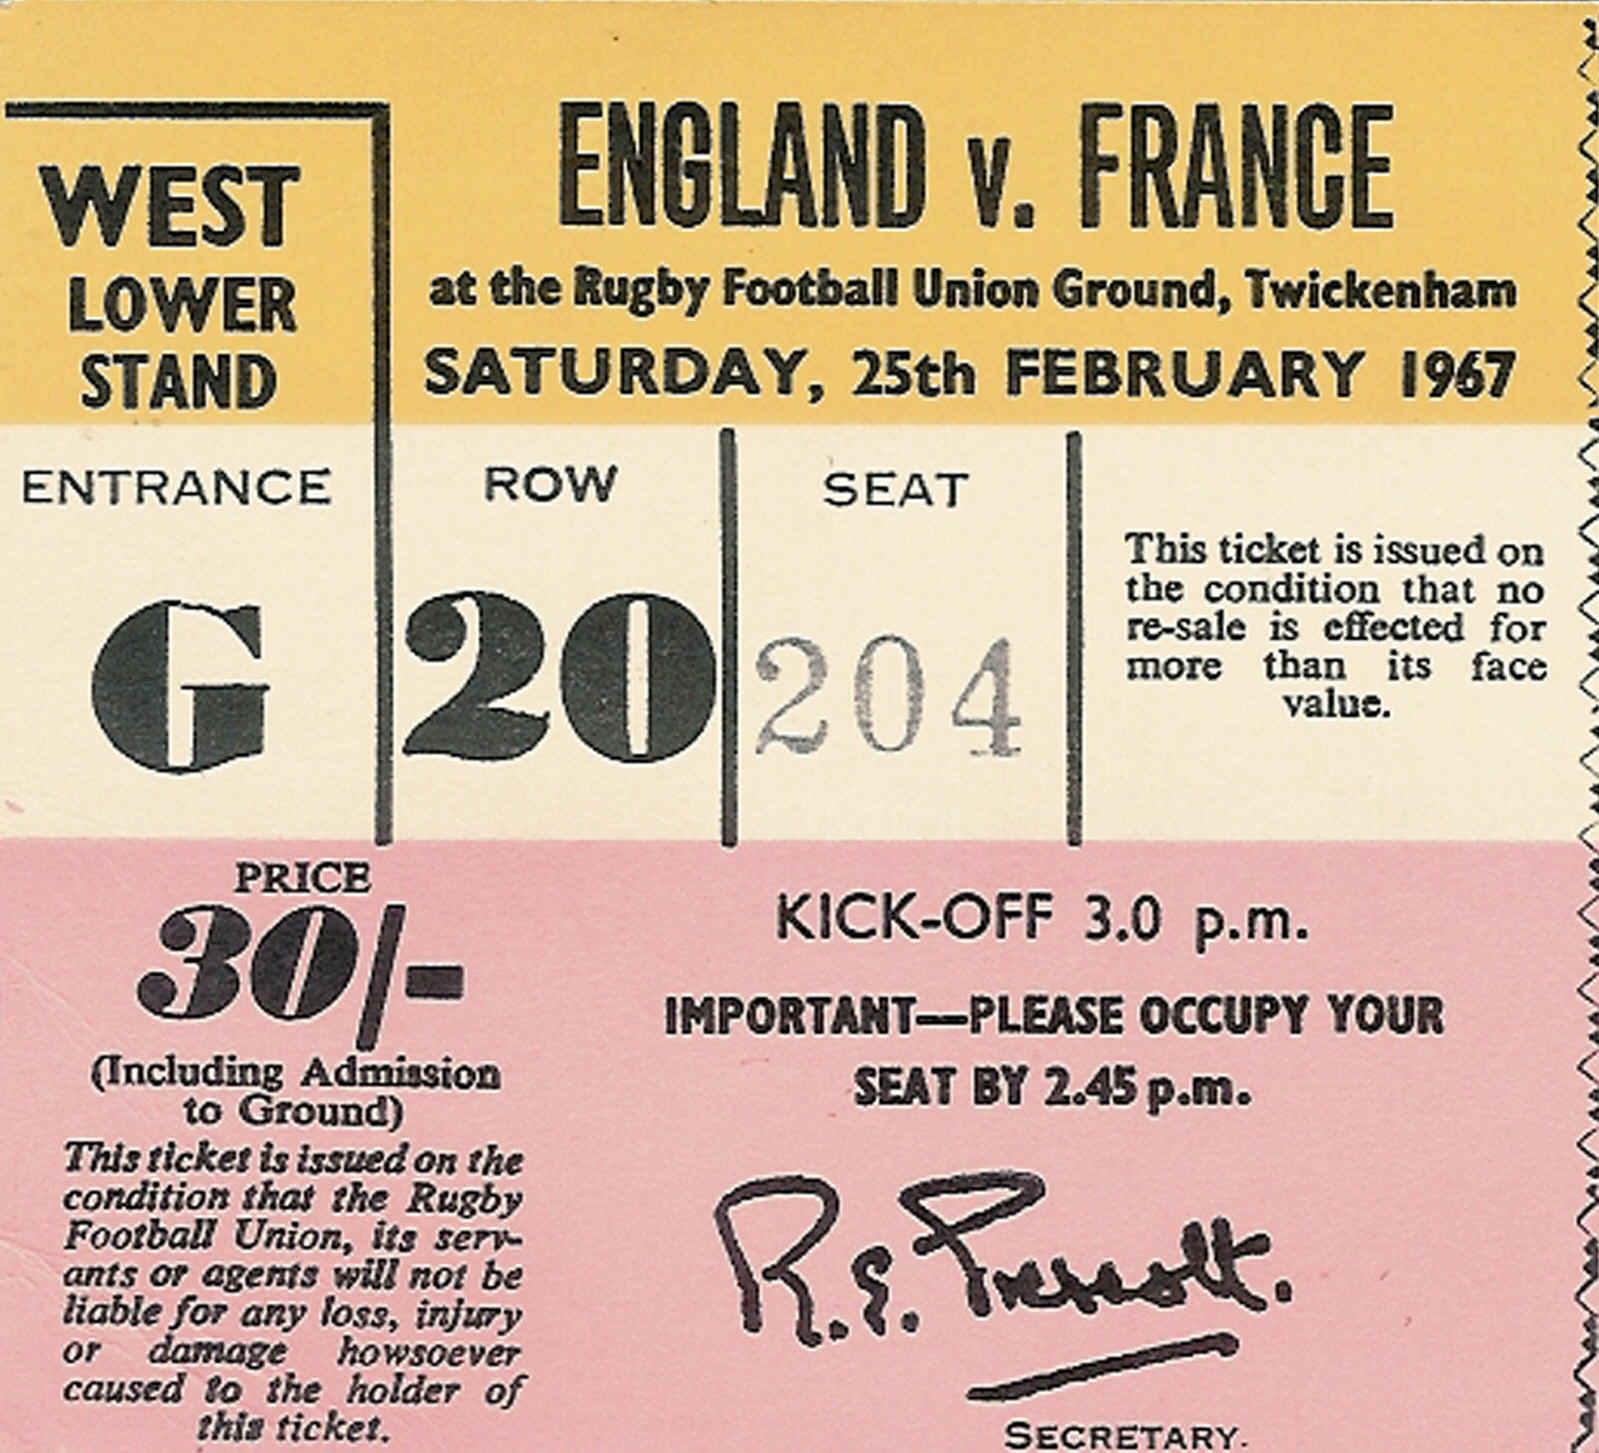 WEST
LOWER
STAND
ENGLAND v. FRANCE
at the Rugby Football Union Ground, Twickenham
SATURDAY, 25th FEBRUARY 1967
ENTRANCE
G
ROW
20
SEAT
204
This ticket is issued on
the condition that no
re-sale is effected for
more than its face
value.
PRICE
30/-
(Including Admission
to Ground)
This ticket is issued on the
condition that the Rugby
Football Union, its serv-
ants or agents will not be
liable for any loss, injury
or damage howsoever
caused to the holder of
this ticket.
KICK-OFF 3.0 p.m.
IMPORTANT—PLEASE OCCUPY YOUR
SEAT BY 2.45 p.m.
R.E. Prescott.
SECRETARY.